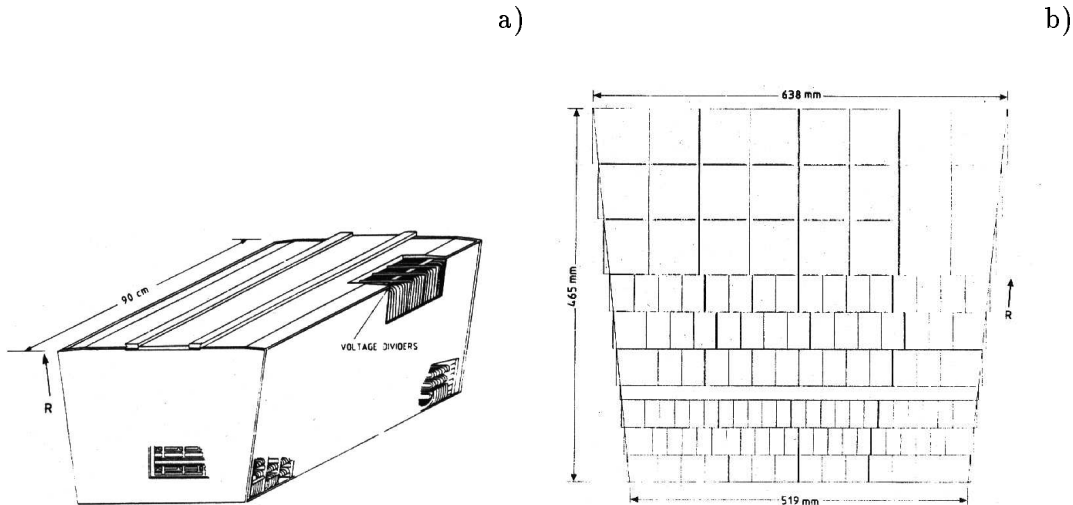 a)
b)
638 mm
465 mm
90 cm
VOLTAGE DIVIDERS
R
R
519 mm